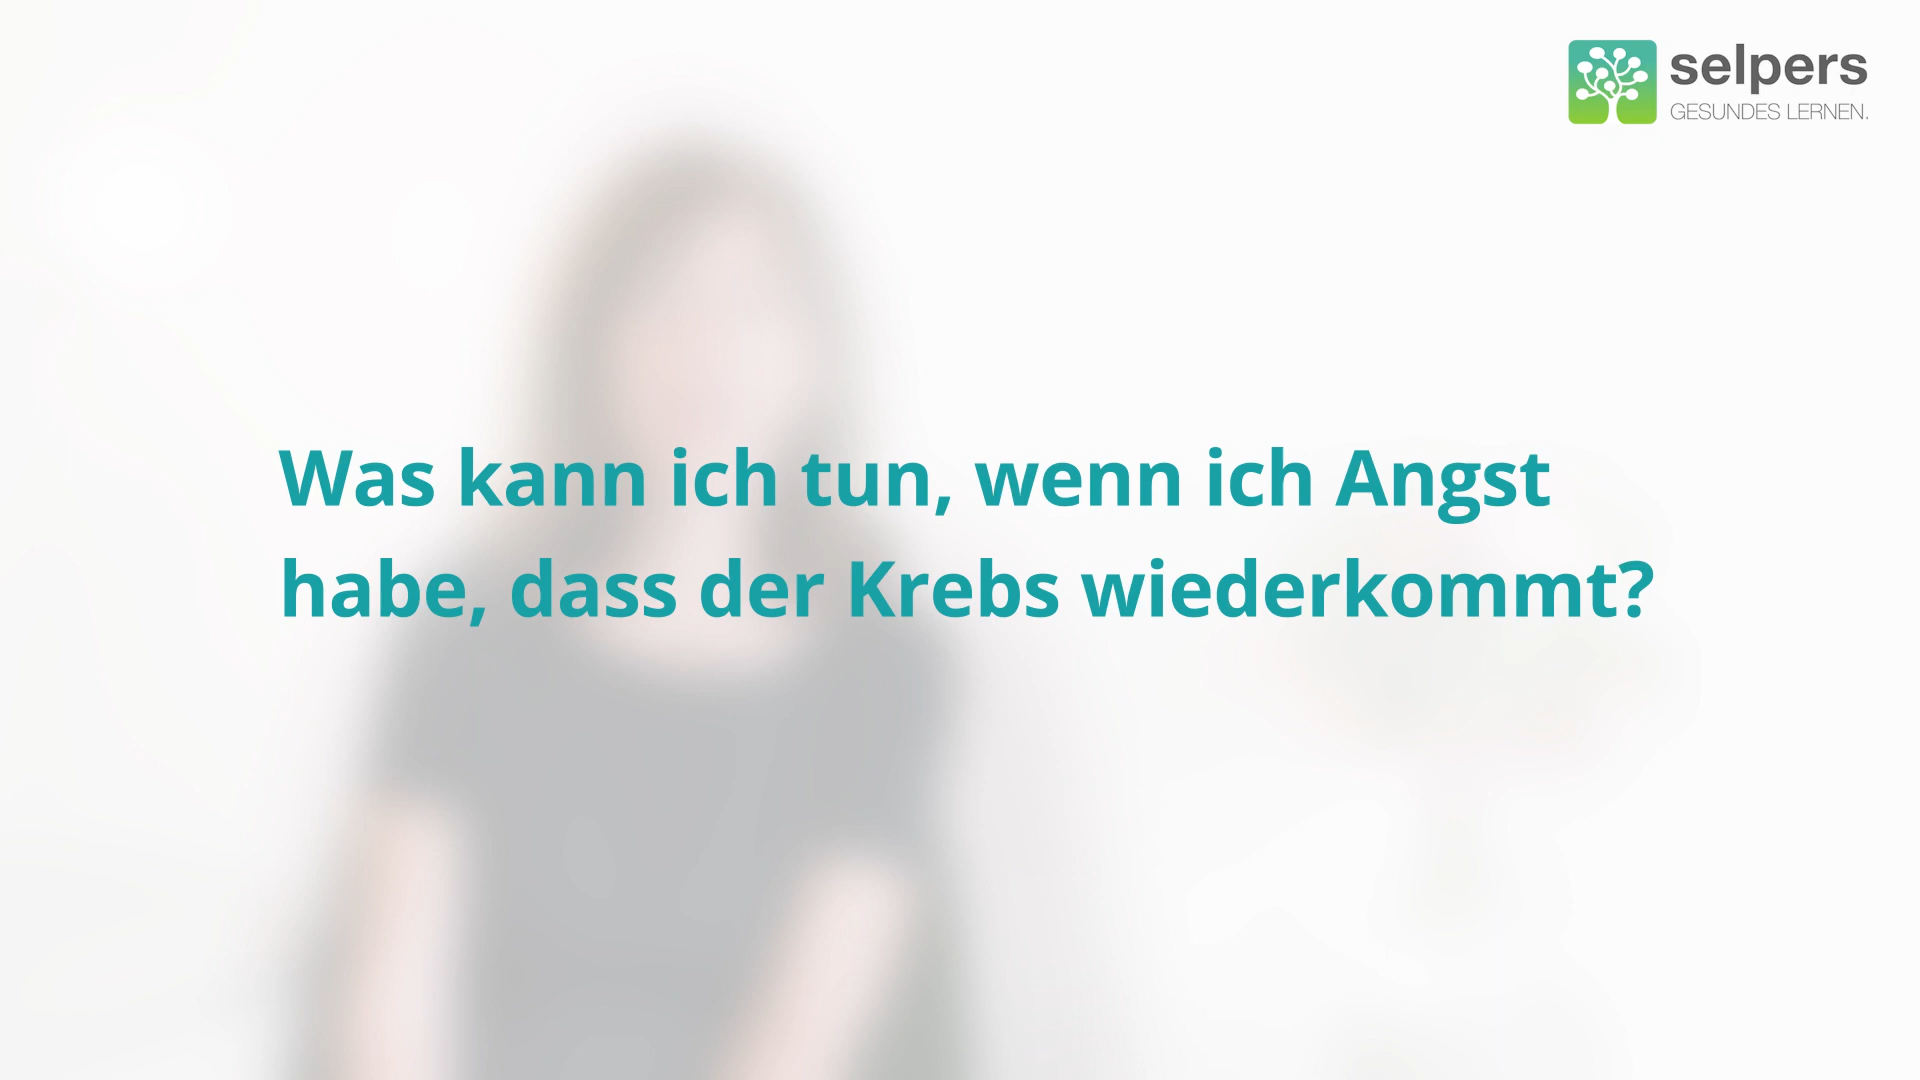 selpers
GESUNDES LERNEN.
Was kann ich tun, wenn ich Angst
habe, dass der Krebs wiederkommt?